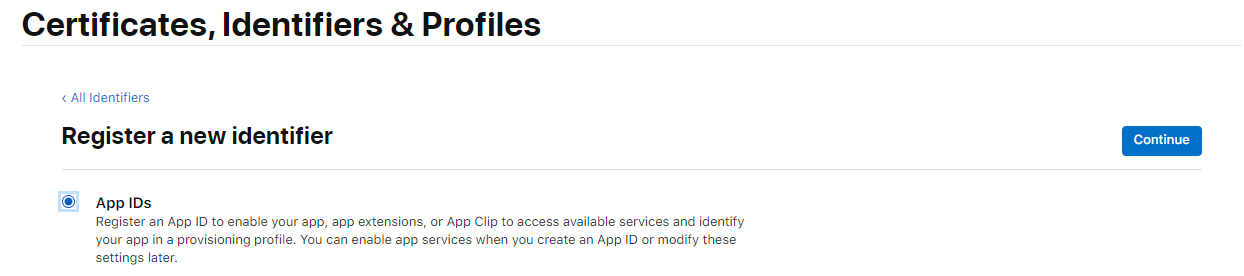 Certificates, Identifiers & Profiles
‹ All Identifiers
Register a new identifier
Continue
App IDs
Register an App ID to enable your app, app extensions, or App Clip to access available services and identify
your app in a provisioning profile. You can enable app services when you create an App ID or modify these
settings later.